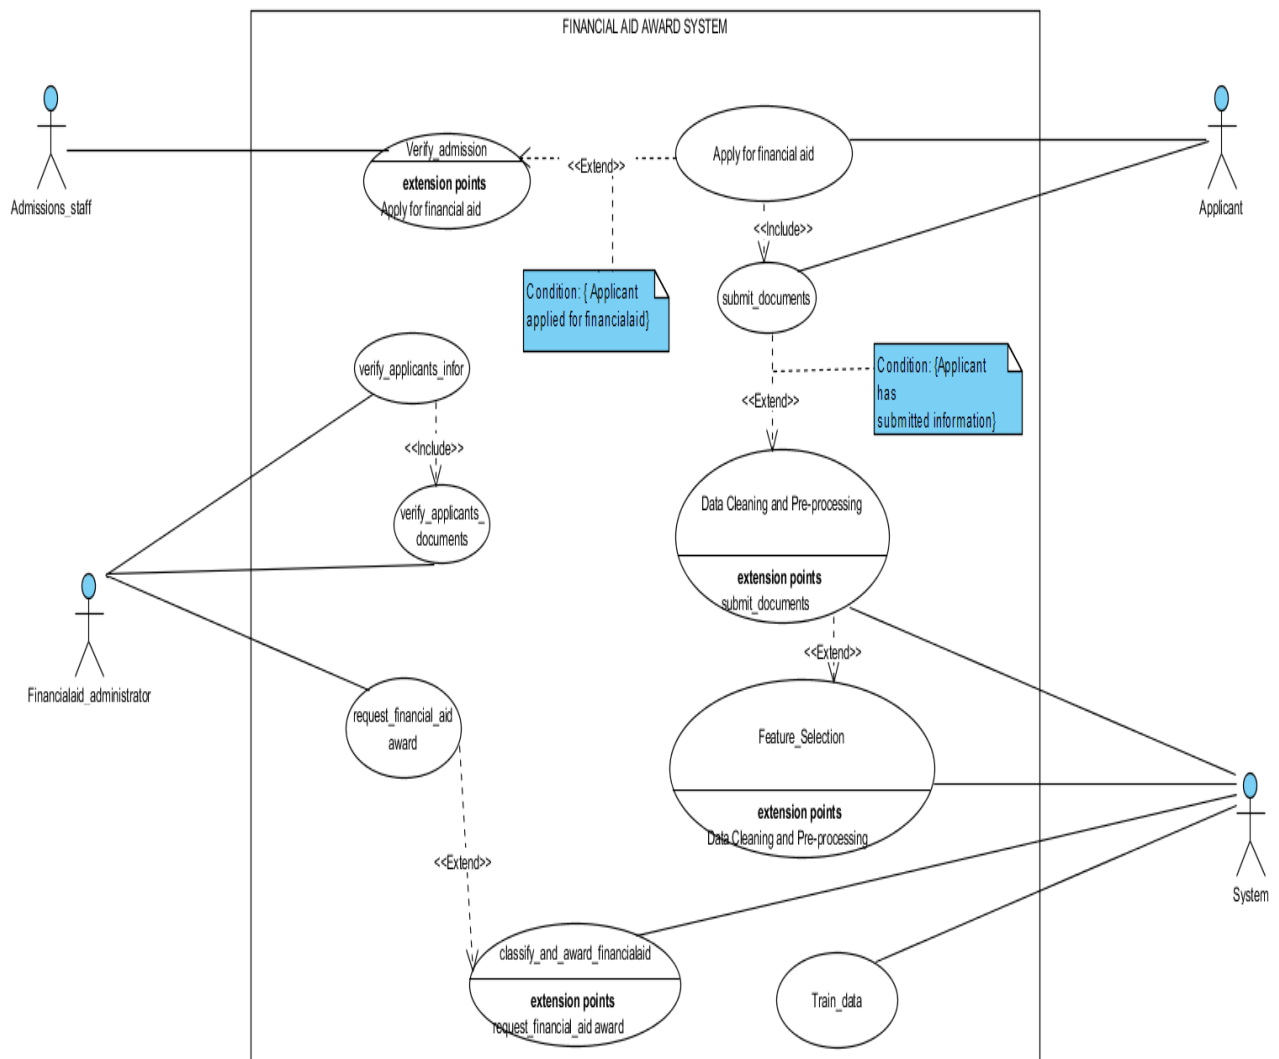 FINANCIAL AID AWARD SYSTEM
Verify_admission
extension points
Apply for financial aid
<<Extend>>
Apply for financial aid
Admissions_staff
Applicant
<<Include>>
Condition: { Applicant
applied for financialaid}
submit_documents
verify_applicants_infor
Condition: {Applicant
has
submitted information}
<<Extend>>
<<Include>>
verify_applicants_
documents
Data Cleaning and Pre-processing
extension points
submit_documents
<<Extend>>
Financialaid_administrator
request_financial_aid
award
Feature_Selection
extension points
Data Cleaning and Pre-processing
<<Extend>>
System
classify_and_award_financialaid
extension points
request_financial_aid award
Train_data